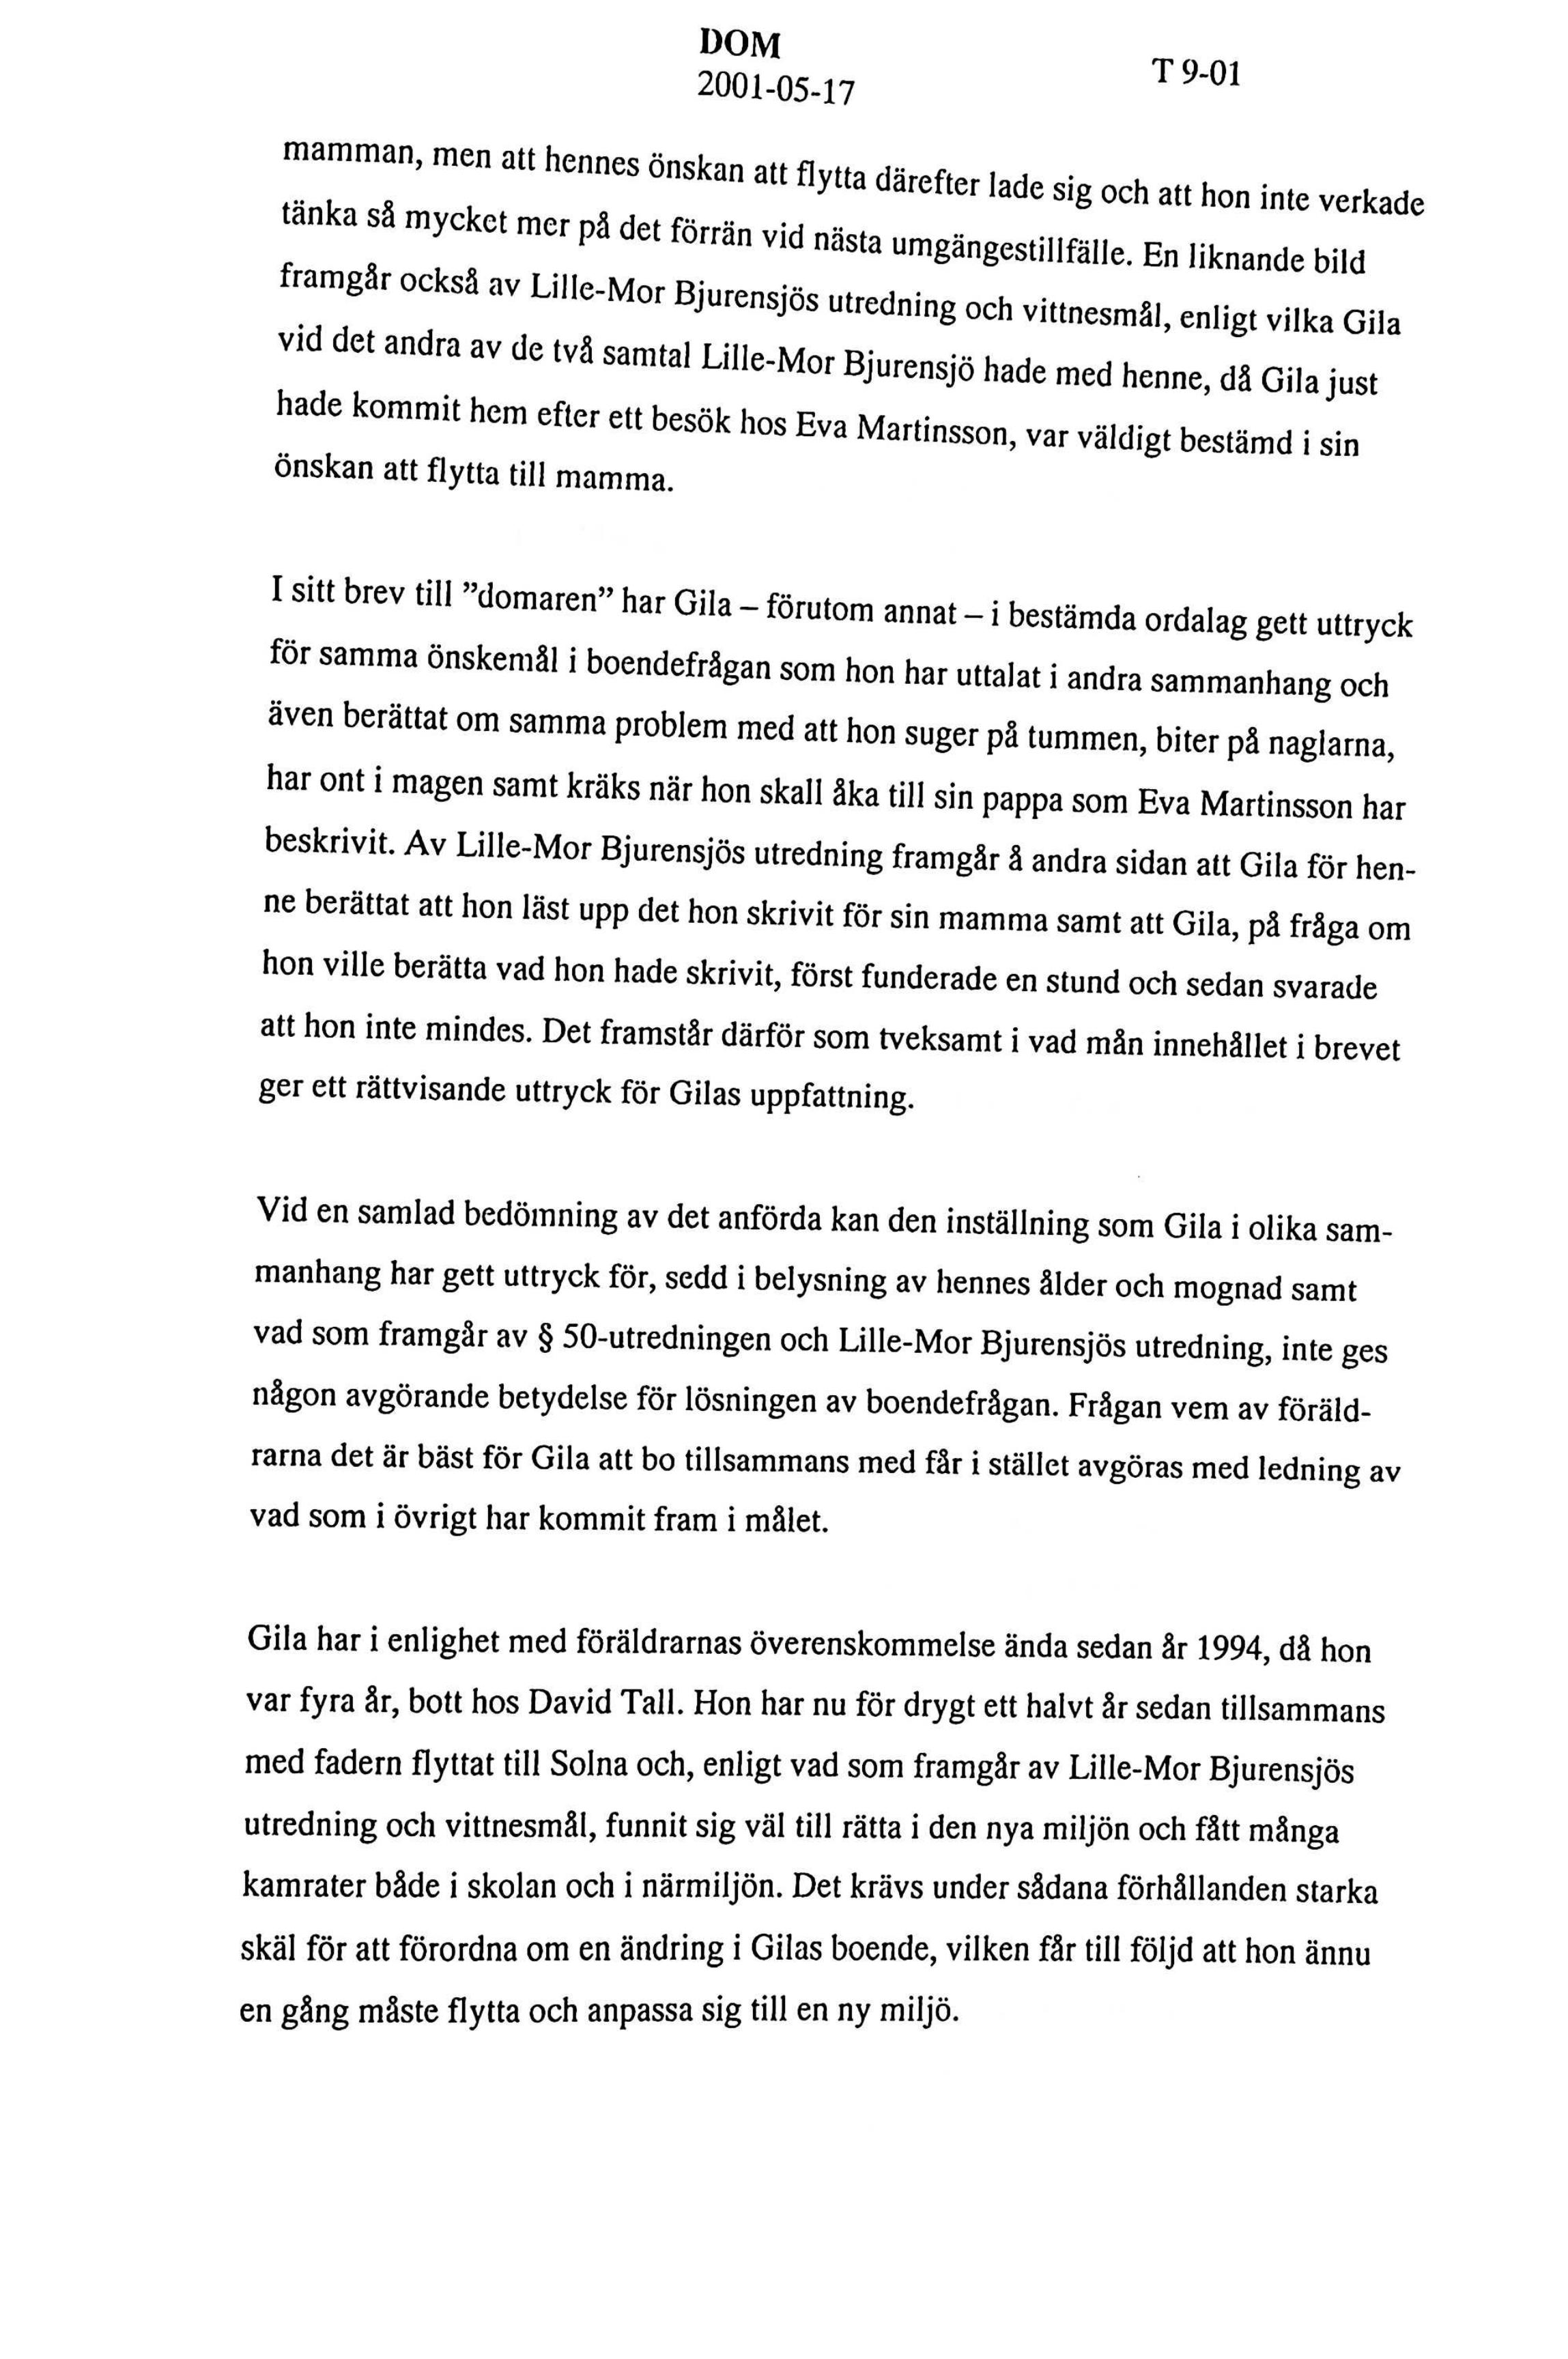 DOM
2001-05-17
T 9-01
mamman, men att hennes önskan att flytta därefter lade sig och att hon inte verkade
tänka så mycket mer på det förrän vid nästa umgängestillfälle. En liknande bild
framgår också av Lille-Mor Bjurensjös utredning och vittnesmål, enligt vilka Gila
vid det andra av de två samtal Lille-Mor Bjurensjö hade med henne, då Gila just
hade kommit hem efter ett besök hos Eva Martinsson, var väldigt bestämd i sin
önskan att flytta till mamma.
I sitt brev till ”domaren” har Gila – förutom annat – i bestämda ordalag gett uttryck
för samma önskemål i boendefrågan som hon har uttalat i andra sammanhang och
även berättat om samma problem med att hon suger på tummen, biter på naglarna,
har ont i magen samt kräks när hon skall åka till sin pappa som Eva Martinsson har
beskrivit. Av Lille-Mor Bjurensjös utredning framgår å andra sidan att Gila för hen-
ne berättat att hon läst upp det hon skrivit för sin mamma samt att Gila, på fråga om
hon ville berätta vad hon hade skrivit, först funderade en stund och sedan svarade
att hon inte mindes. Det framstår därför som tveksamt i vad mån innehållet i brevet
ger ett rättvisande uttryck för Gilas uppfattning.
Vid en samlad bedömning av det anförda kan den inställning som Gila i olika sam-
manhang har gett uttryck för, sedd i belysning av hennes ålder och mognad samt
vad som framgår av § 50-utredningen och Lille-Mor Bjurensjös utredning, inte ges
någon avgörande betydelse för lösningen av boendefrågan. Frågan vem av föräld-
rarna det är bäst för Gila att bo tillsammans med får i stället avgöras med ledning av
vad som i övrigt har kommit fram i målet.
Gila har i enlighet med föräldrarnas överenskommelse ända sedan år 1994, då hon
var fyra år, bott hos David Tall. Hon har nu för drygt ett halvt år sedan tillsammans
med fadern flyttat till Solna och, enligt vad som framgår av Lille-Mor Bjurensjös
utredning och vittnesmål, funnit sig väl till rätta i den nya miljön och fått många
kamrater både i skolan och i närmiljön. Det krävs under sådana förhållanden starka
skäl för att förordna om en ändring i Gilas boende, vilken får till följd att hon ännu
en gång måste flytta och anpassa sig till en ny miljö.